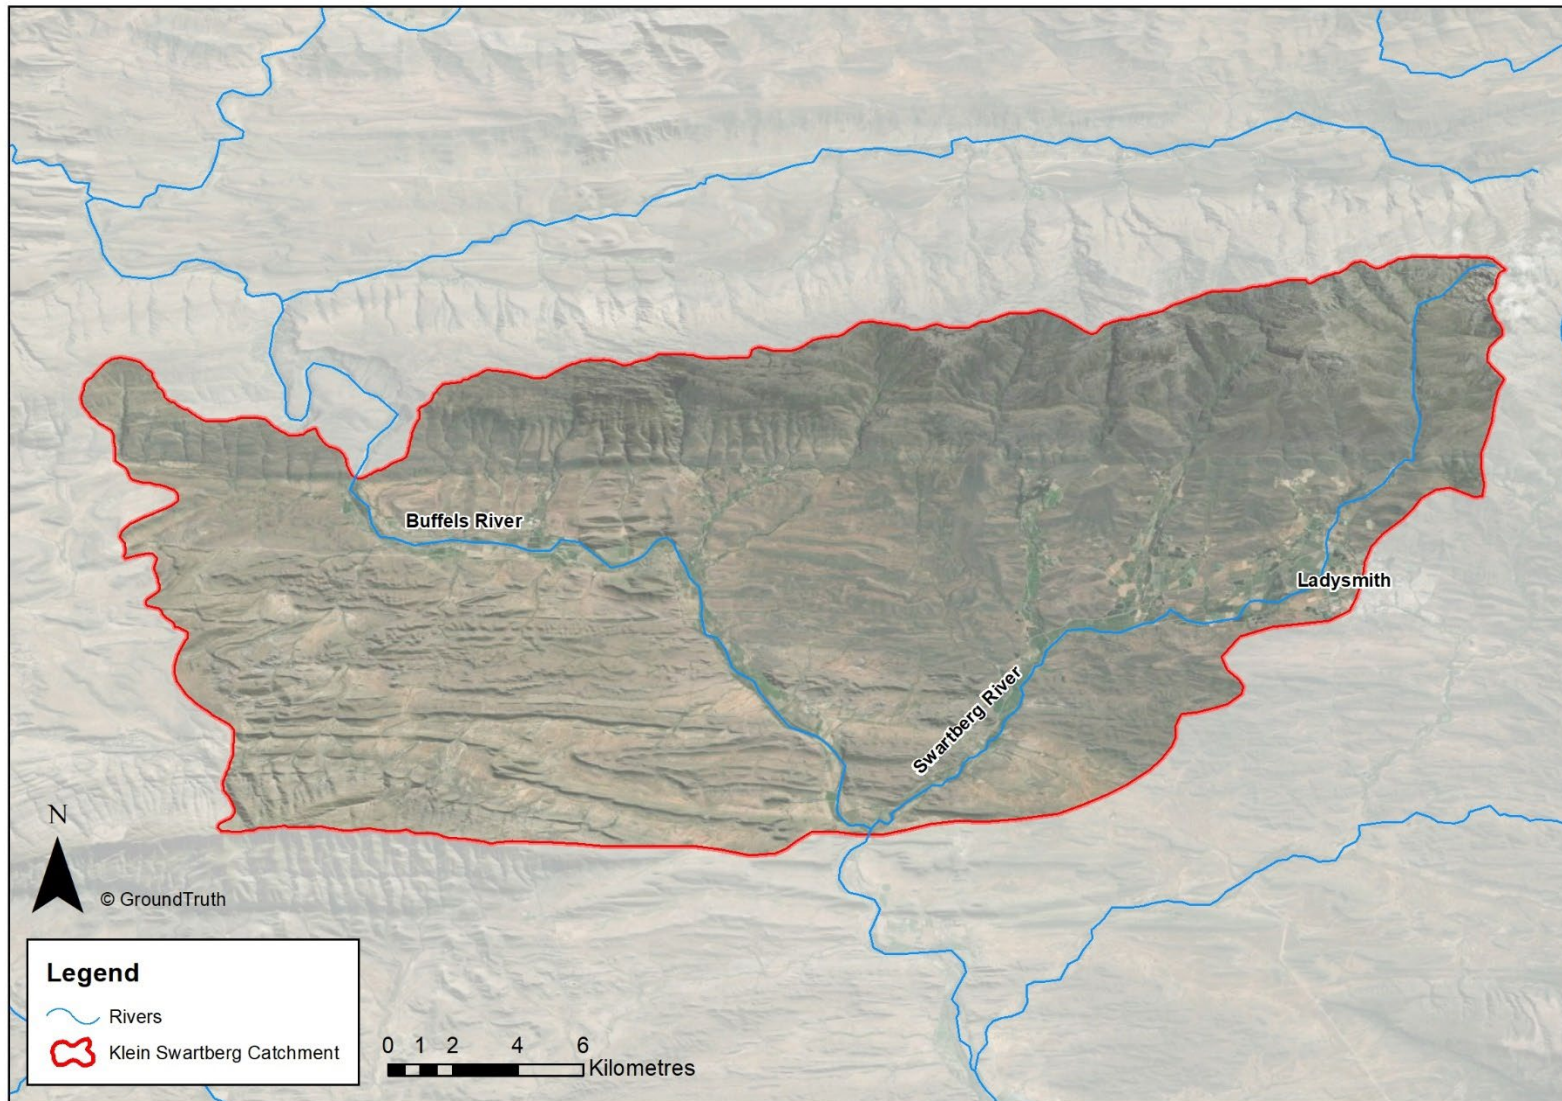 Buffels River
Ladysmith
Swartberg River
N
© GroundTruth
Legend
Rivers
Klein Swartberg Catchment
0 1 2 4 6
Kilometres